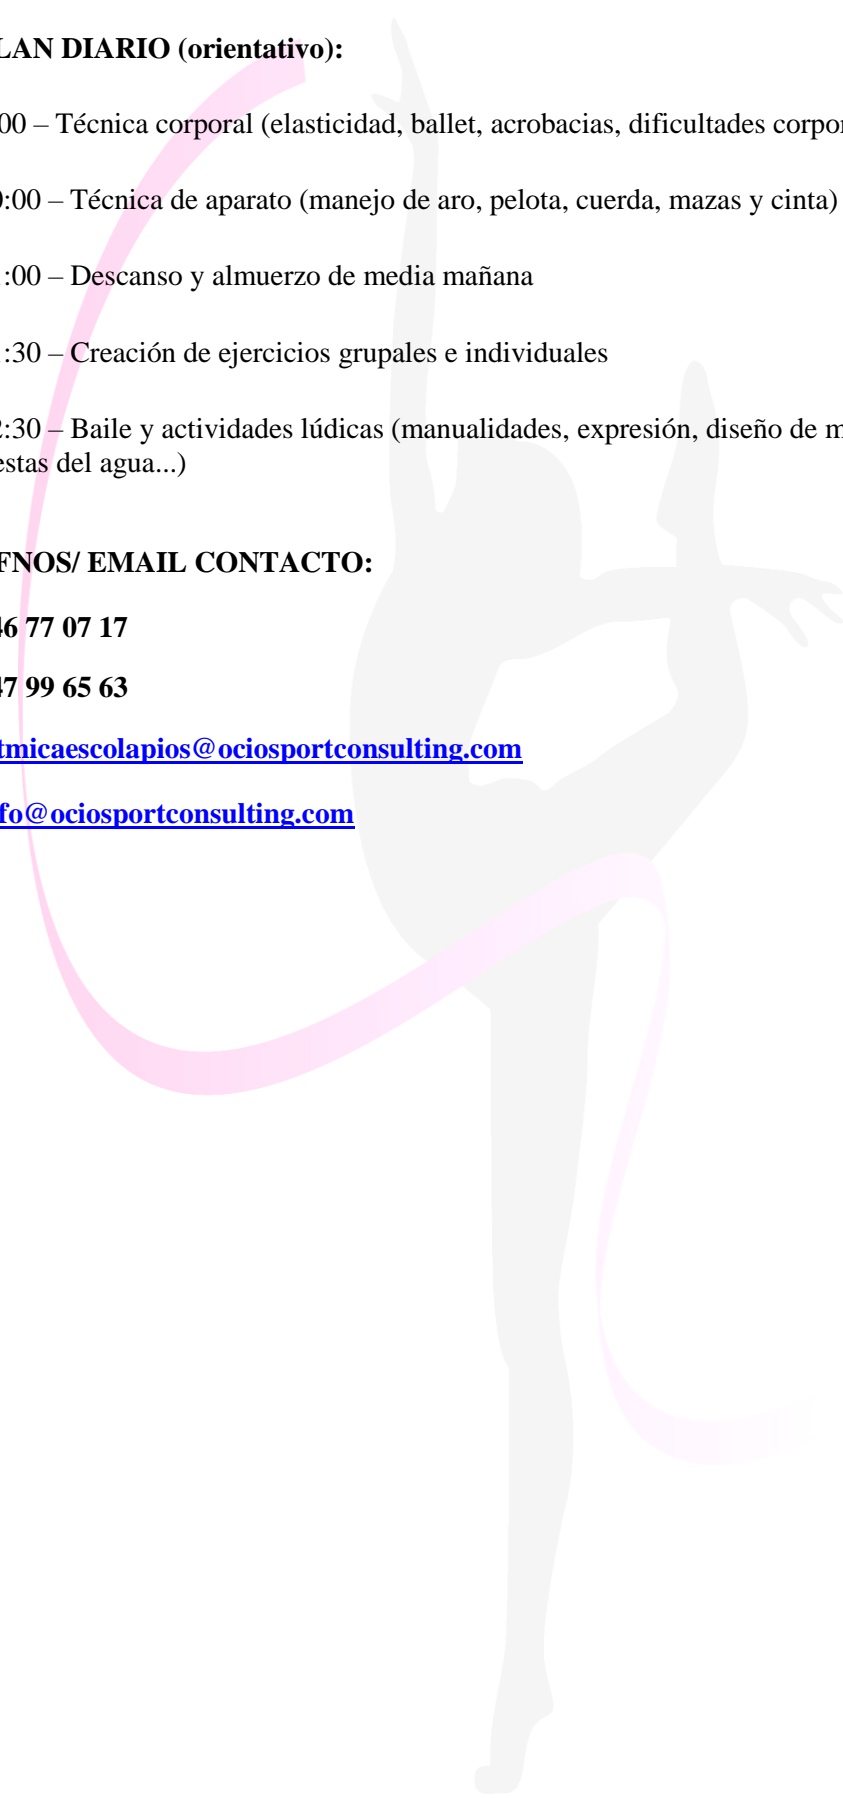 LAN DIARIO (orientativo):
:00 – Técnica corporal (elasticidad, ballet, acrobacias, dificultades corpor
0:00 – Técnica de aparato (manejo de aro, pelota, cuerda, mazas y cinta)
:00 – Descanso y almuerzo de media mañana
:30 – Creación de ejercicios grupales e individuales
2:30 – Baile y actividades lúdicas (manualidades, expresión, diseño de m
estas del agua...)
FNOS/ EMAIL CONTACTO:
46 77 07 17
47 99 65 63
tmicaescolapios@ociosportconsulting.com
fo@ociosportconsulting.com